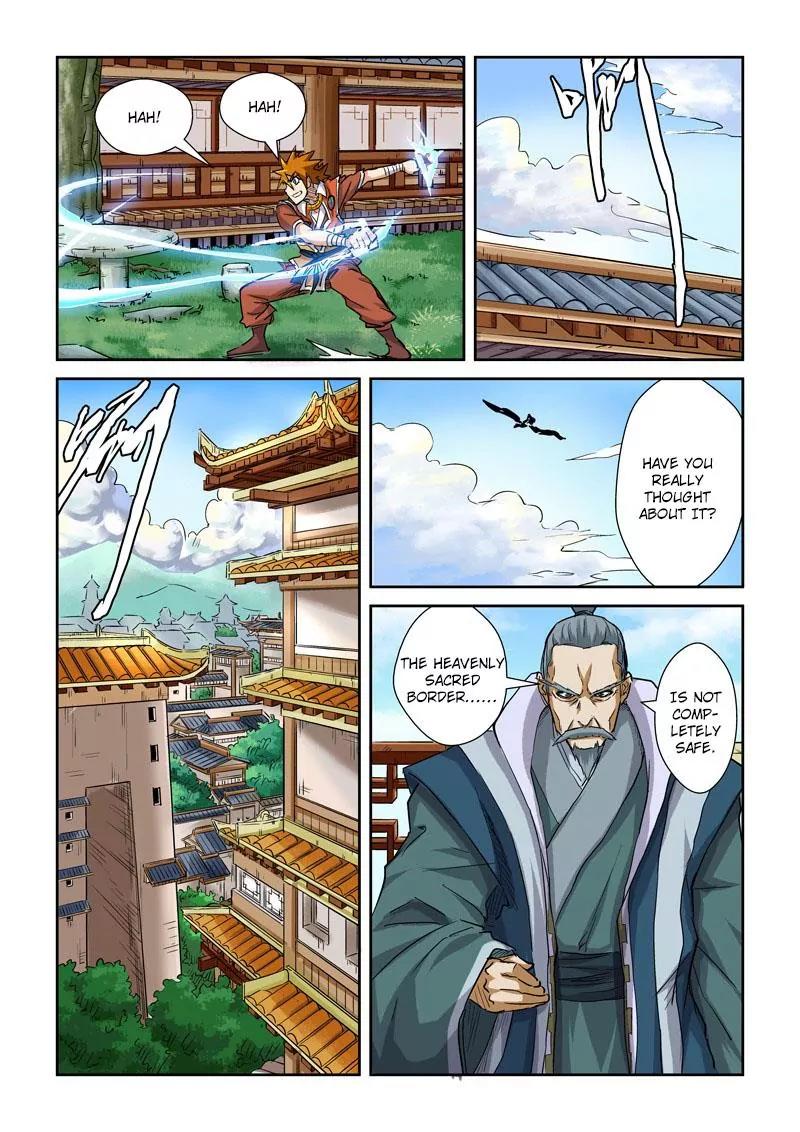 HAH!
HAH!
HAVE YOU
REALLY
THOUGHT
ABOUT IT?
THE HEAVENLY
SACRED
BORDER......
IS NOT
COMP-
LETELY
SAFE.